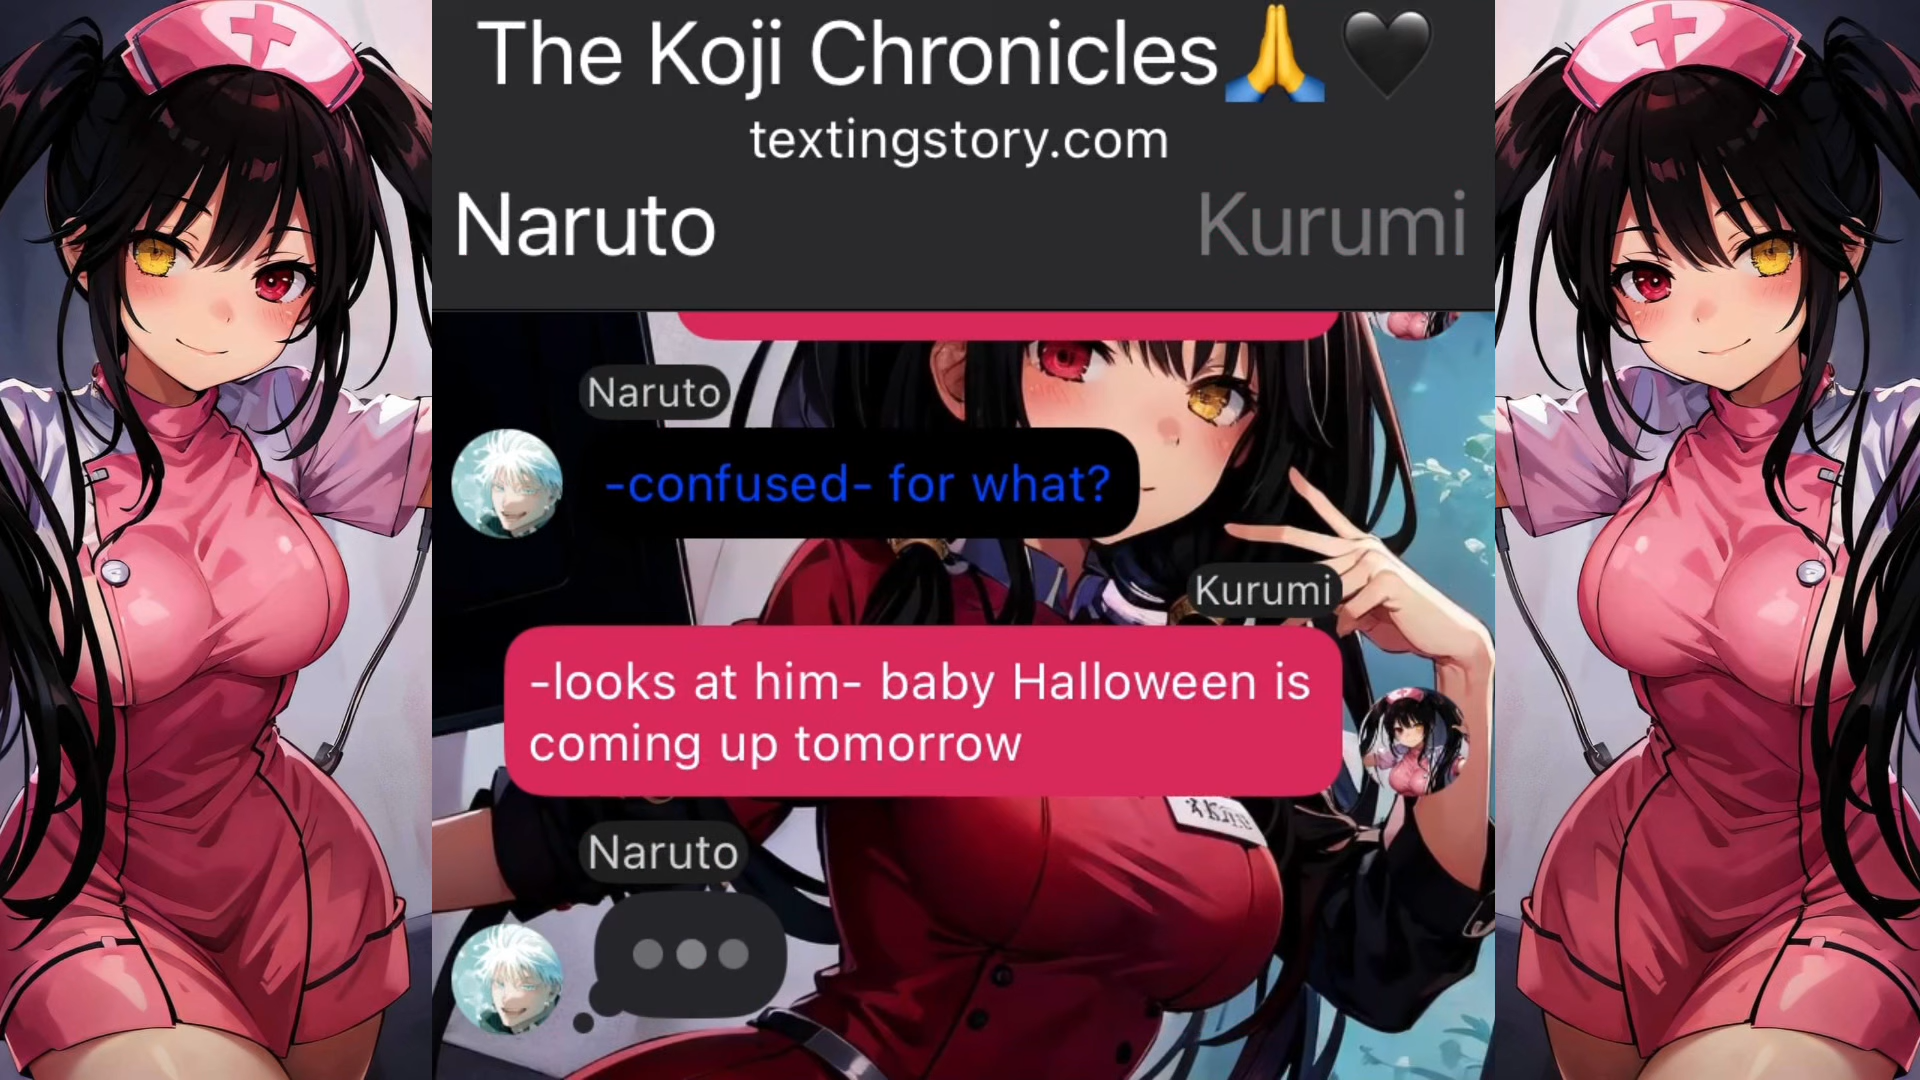 The Koji Chronicles🙏🖤
textingstory.com
Naruto
Kurumi
Naruto
-confused- for what?
Kurumi
-looks at him- baby Halloween is
coming up tomorrow
Naruto